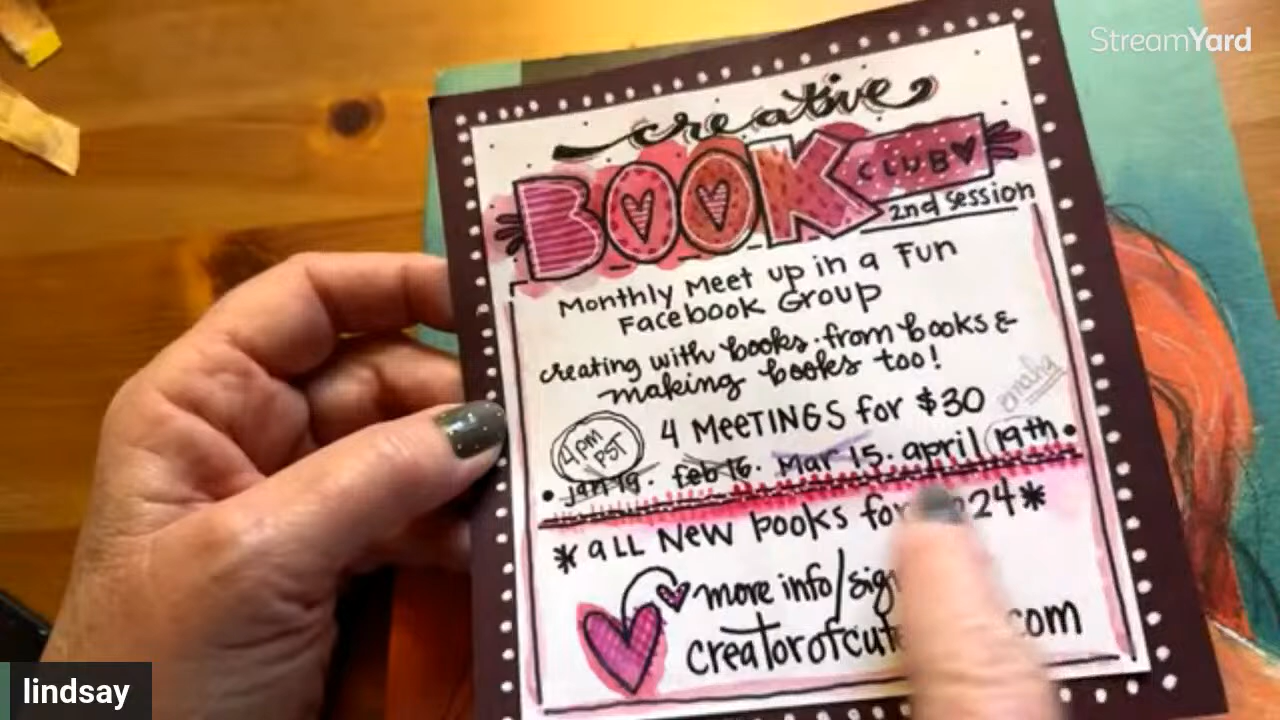 StreamYard
creative
BOOK CLUB
2nd session
Monthly Meet up in a Fun
Facebook Group
creating with books. from books &
making books too!
4 MeeTINGS for $30
4pm
PST
• jan 19. feb 16. Mar 15. april 19th •
* aLL New books for 2024 *
more info/sig
creatorofcute com
lindsay